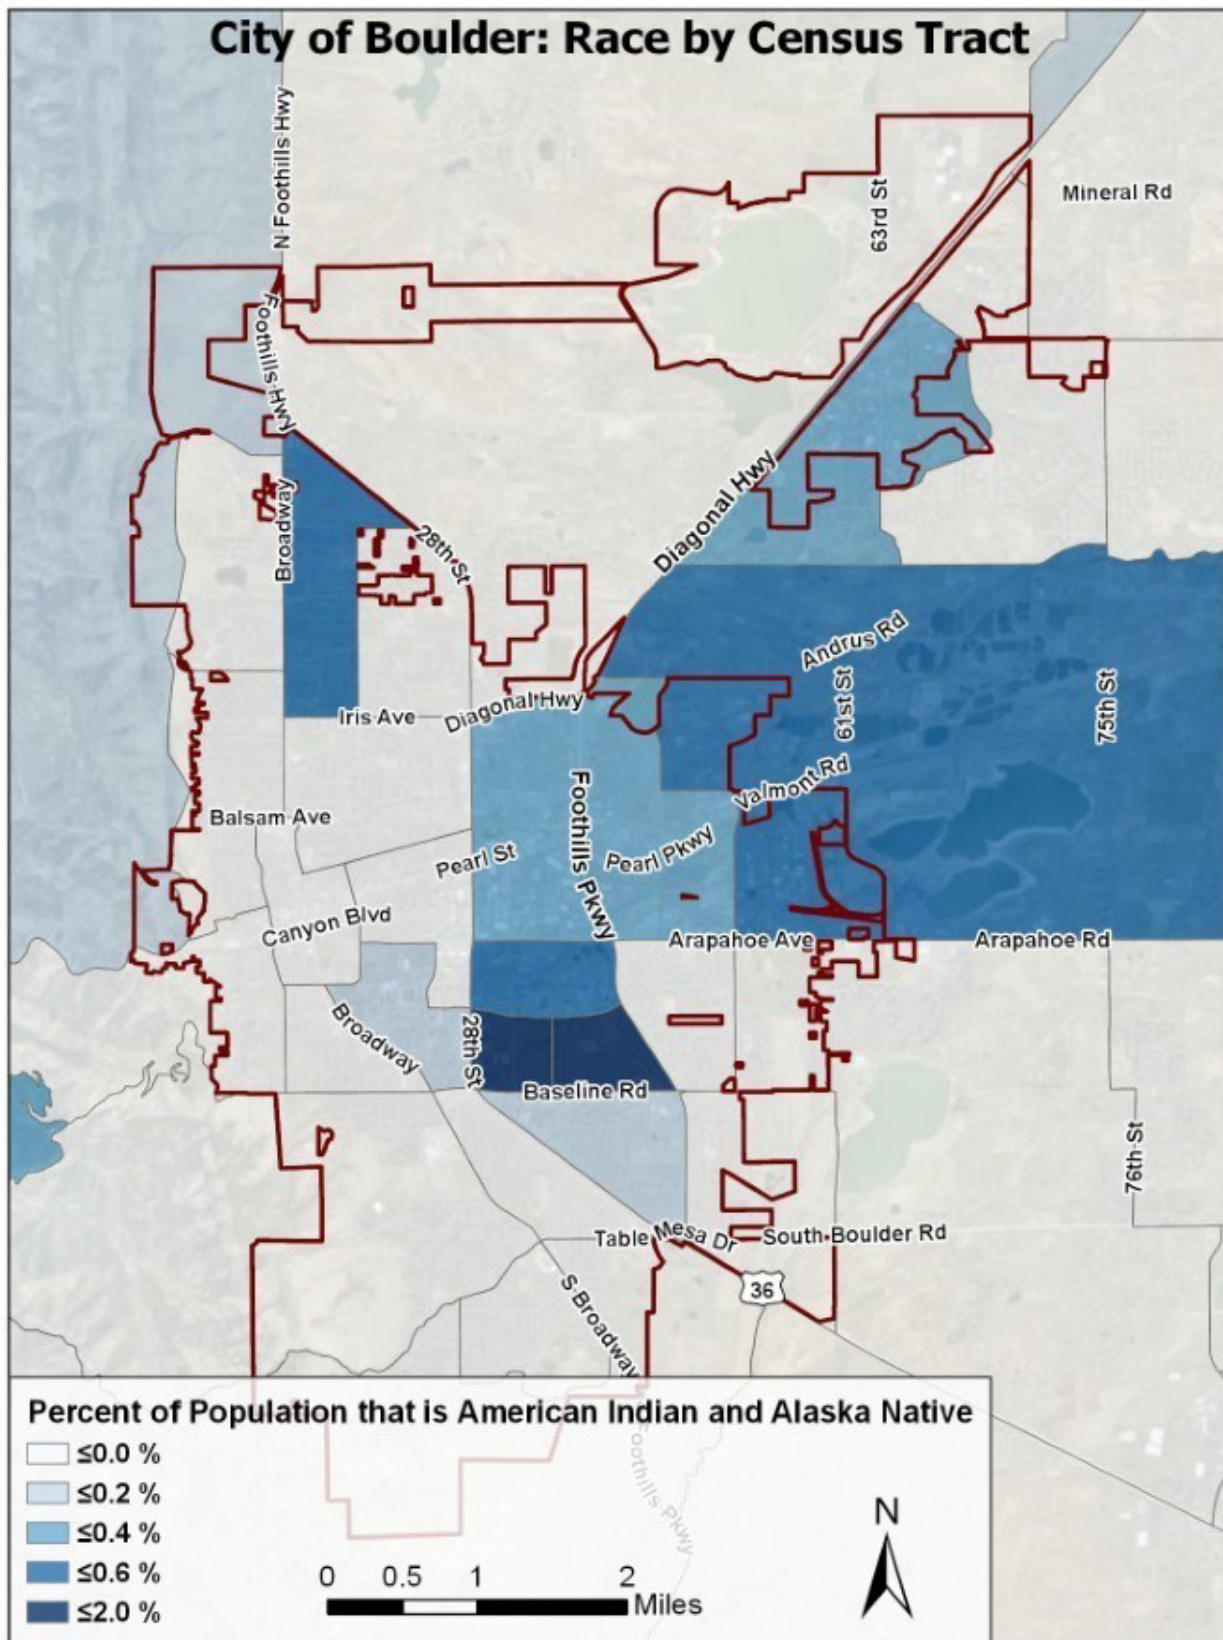 City of Boulder: Race by Census Tract
N Foothills Hwy
63rd St
Mineral Rd
Foothills Hwy
Broadway
28th St
Diagonal Hwy
Andrus Rd
61st St
75th St
Iris Ave
Diagonal Hwy
Foothills Pkwy
Valmont Rd
Balsam Ave
Pearl St
Pearl Pkwy
Canyon Blvd
Arapahoe Ave
Arapahoe Rd
Broadway
28th St
Baseline Rd
76th St
Table Mesa Dr
South Boulder Rd
36
S Broadway
Percent of Population that is American Indian and Alaska Native
≤0.0 %
≤0.2 %
≤0.4 %
≤0.6 %
≤2.0 %
Foothills Pkwy
N
0 0.5 1 2
Miles